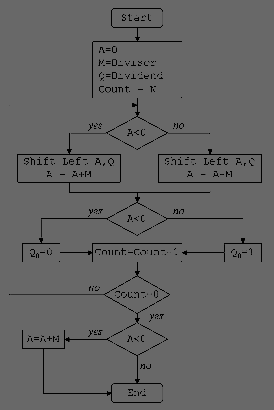 Start
A=0
M=Divisor
Q=Dividend
Count = N
A<0
yes
no
Shift Left A,Q
A = A+M
Shift Left A,Q
A = A-M
A<0
yes
no
Q₀=0
Count=Count-1
Q₀=1
Count=0
no
yes
A<0
yes
A=A+M
no
End